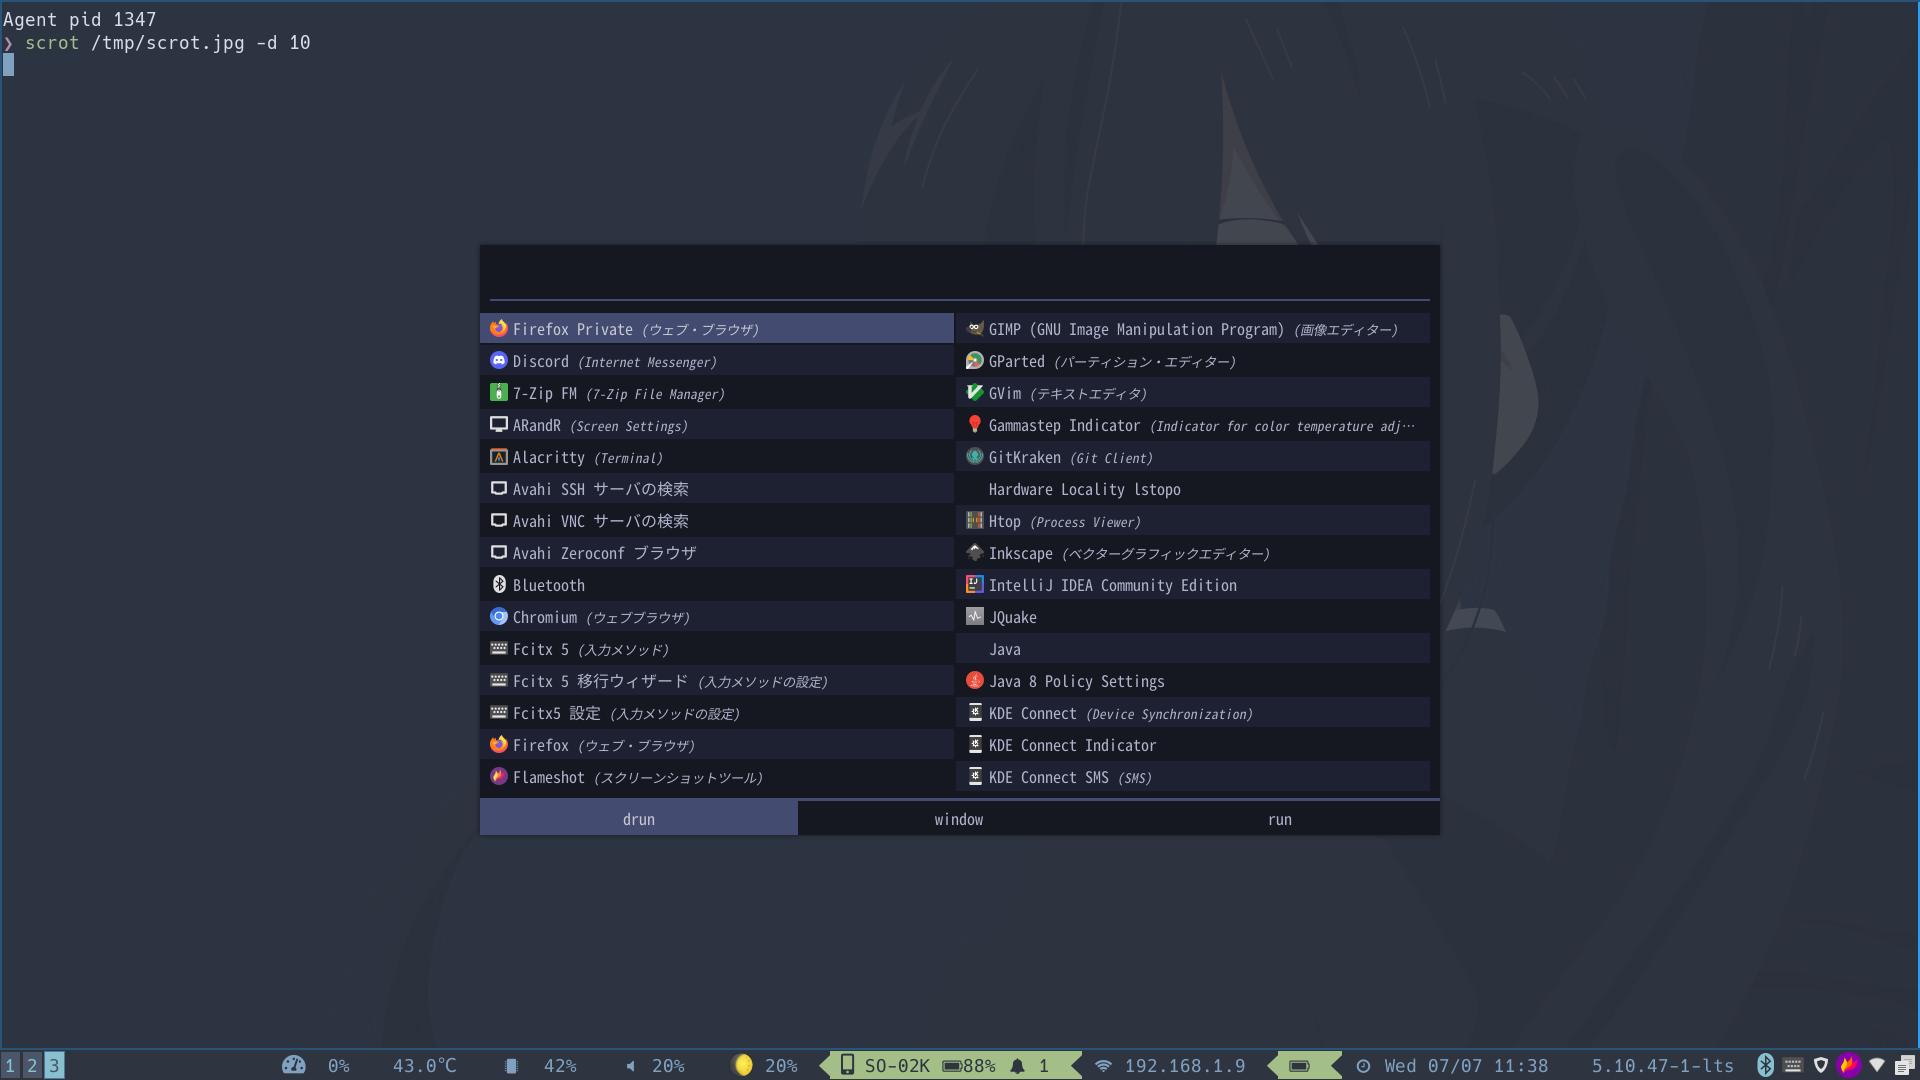 Agent pid 1347
❯ scrot /tmp/scrot.jpg -d 10
Firefox Private (ウェブ・ブラウザ)
Discord (Internet Messenger)
7-Zip FM (7-Zip File Manager)
ARandR (Screen Settings)
Alacritty (Terminal)
Avahi SSH サーバの検索
Avahi VNC サーバの検索
Avahi Zeroconf ブラウザ
Bluetooth
Chromium (ウェブブラウザ)
Fcitx 5 (入力メソッド)
Fcitx 5 移行ウィザード (入力メソッドの設定)
Fcitx5 設定 (入力メソッドの設定)
Firefox (ウェブ・ブラウザ)
Flameshot (スクリーンショットツール)
GIMP (GNU Image Manipulation Program) (画像エディター)
GParted (パーティション・エディター)
GVim (テキストエディタ)
Gammastep Indicator (Indicator for color temperature adj…
GitKraken (Git Client)
Hardware Locality lstopo
Htop (Process Viewer)
Inkscape (ベクターグラフィックエディター)
IntelliJ IDEA Community Edition
JQuake
Java
Java 8 Policy Settings
KDE Connect (Device Synchronization)
KDE Connect Indicator
KDE Connect SMS (SMS)
drun window run
1 2 3 0% 43.0℃ 42% 20% 20% SO-02K 88% 1 192.168.1.9 Wed 07/07 11:38 5.10.47-1-lts